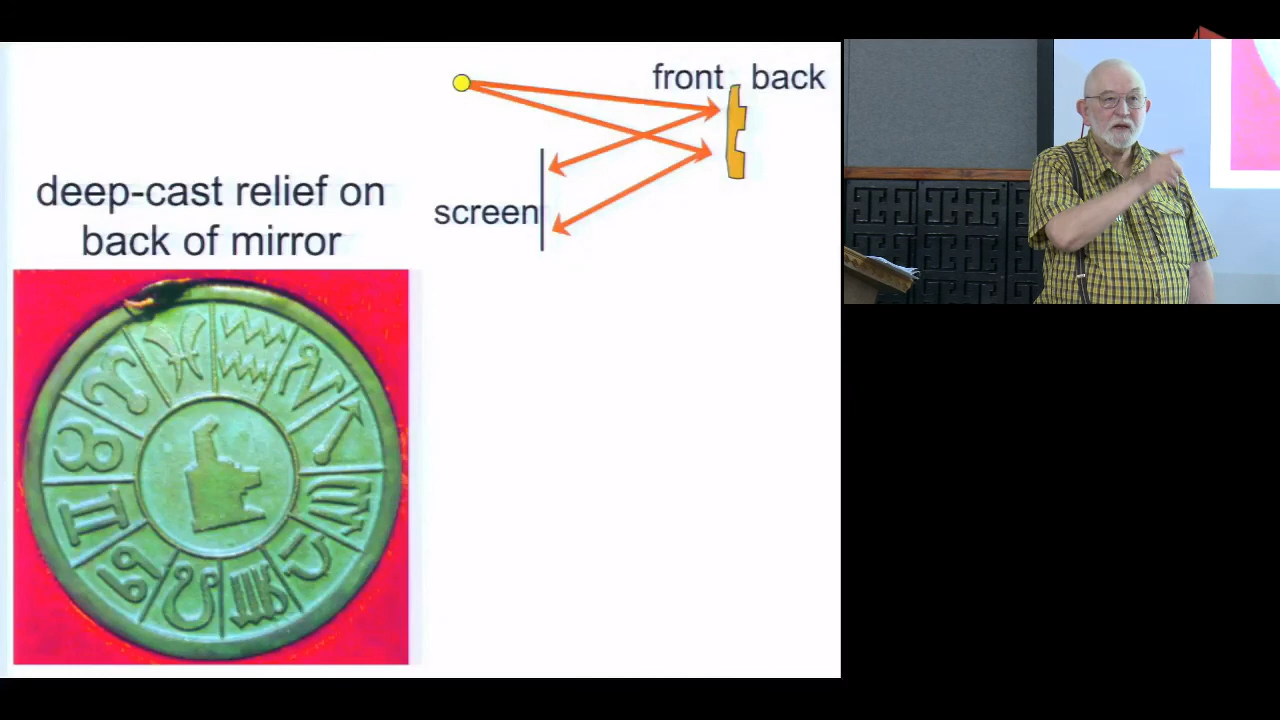 front back
screen
deep-cast relief on
back of mirror